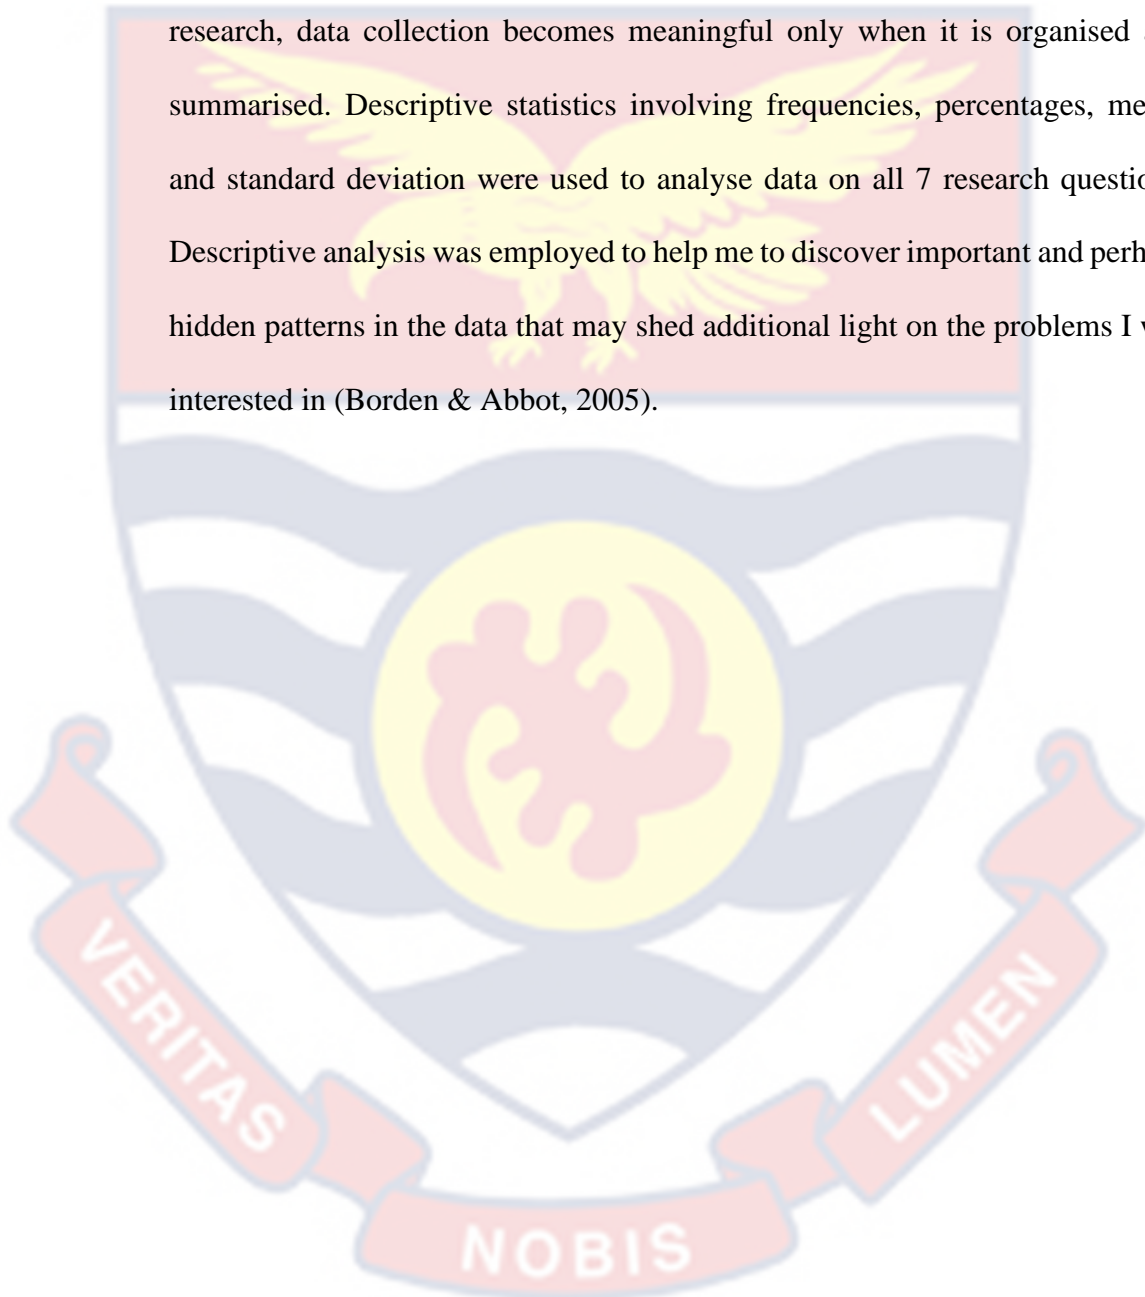 research, data collection becomes meaningful only when it is organised
summarised. Descriptive statistics involving frequencies, percentages,
and standard deviation were used to analyse data on all 7 research
Descriptive analysis was employed to help me to discover important and
hidden patterns in the data that may shed additional light on the problems I
interested in (Borden & Abbot, 2005).
VERITAS
NOBIS
LUMEN